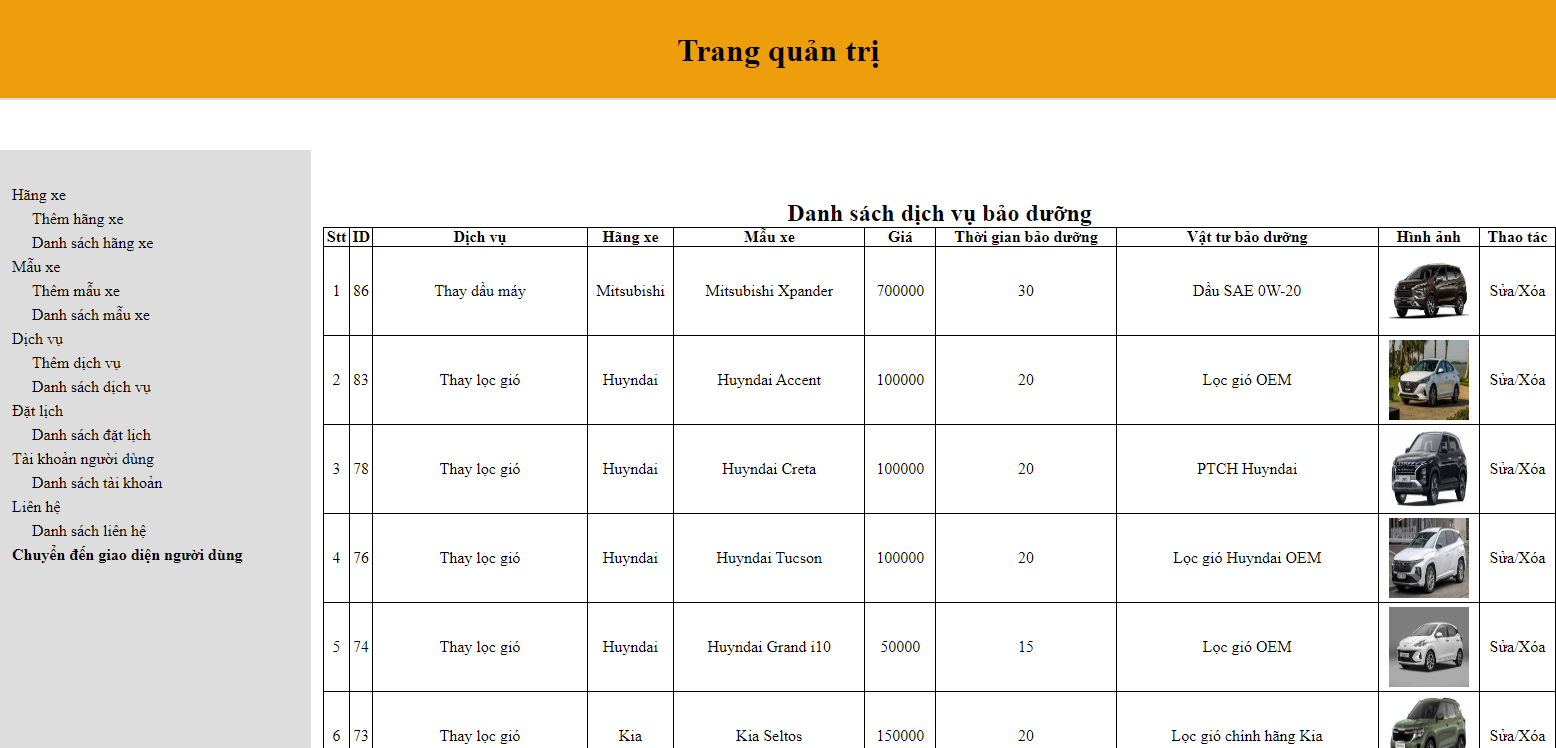 Trang quản trị
Hãng xe
Thêm hãng xe
Danh sách hãng xe
Mẫu xe
Thêm mẫu xe
Danh sách mẫu xe
Dịch vụ
Thêm dịch vụ
Danh sách dịch vụ
Đặt lịch
Danh sách đặt lịch
Tài khoản người dùng
Danh sách tài khoản
Liên hệ
Danh sách liên hệ
Chuyển đến giao diện người dùng
Danh sách dịch vụ bảo dưỡng
Stt ID Dịch vụ Hãng xe Mẫu xe Giá Thời gian bảo dưỡng Vật tư bảo dưỡng Hình ảnh Thao tác
1 86 Thay dầu máy Mitsubishi Mitsubishi Xpander 700000 30 Dầu SAE 0W-20 Sửa/Xóa
2 83 Thay lọc gió Huyndai Huyndai Accent 100000 20 Lọc gió OEM Sửa/Xóa
3 78 Thay lọc gió Huyndai Huyndai Creta 100000 20 PTCH Huyndai Sửa/Xóa
4 76 Thay lọc gió Huyndai Huyndai Tucson 100000 20 Lọc gió Huyndai OEM Sửa/Xóa
5 74 Thay lọc gió Huyndai Huyndai Grand i10 50000 15 Lọc gió OEM Sửa/Xóa
6 73 Thay lọc gió Kia Kia Seltos 150000 20 Lọc gió chính hãng Kia Sửa/Xóa